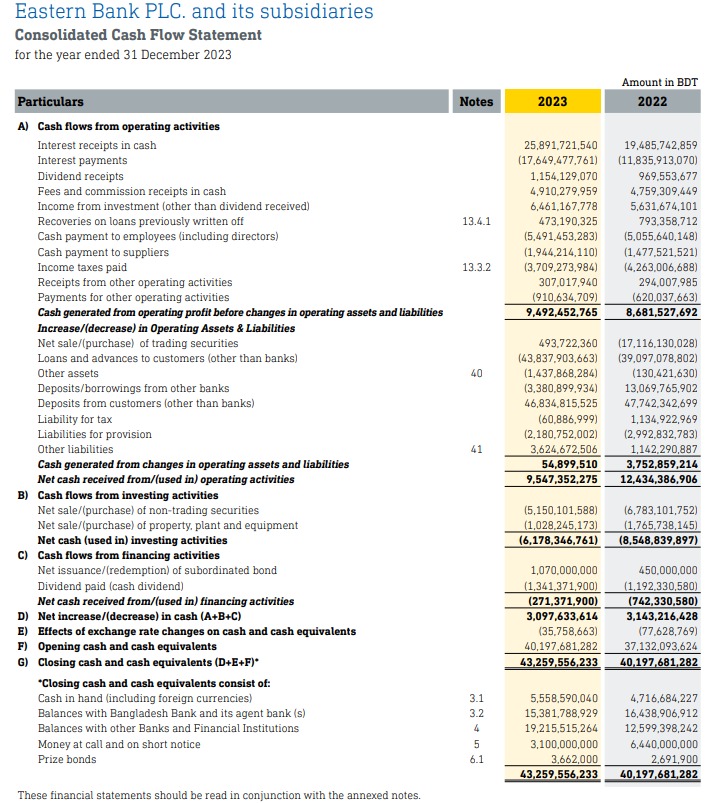 Eastern Bank PLC. and its subsidiaries
Consolidated Cash Flow Statement
for the year ended 31 December 2023
Amount in BDT
Particulars Notes 2023 2022
A) Cash flows from operating activities
Interest receipts in cash 25,891,721,540 19,485,742,859
Interest payments (17,649,477,761) (11,835,913,070)
Dividend receipts 1,154,129,070 969,553,677
Fees and commission receipts in cash 4,910,279,959 4,759,309,449
Income from investment (other than dividend received) 6,461,167,778 5,631,674,101
Recoveries on loans previously written off 13.4.1 473,190,325 793,358,712
Cash payment to employees (including directors) (5,491,453,283) (5,055,640,148)
Cash payment to suppliers (1,944,214,110) (1,477,521,521)
Income taxes paid 13.3.2 (3,709,273,984) (4,263,006,688)
Receipts from other operating activities 307,017,940 294,007,985
Payments for other operating activities (910,634,709) (620,037,663)
Cash generated from operating profit before changes in operating assets and liabilities 9,492,452,765 8,681,527,692
Increase/(decrease) in Operating Assets & Liabilities
Net sale/(purchase) of trading securities 493,722,360 (17,116,130,028)
Loans and advances to customers (other than banks) (43,837,903,663) (39,097,078,802)
Other assets 40 (1,437,868,284) (130,421,630)
Deposits/borrowings from other banks (3,380,899,934) 13,069,765,902
Deposits from customers (other than banks) 46,834,815,525 47,742,342,699
Liability for tax (60,886,999) 1,134,922,969
Liabilities for provision (2,180,752,002) (2,992,832,783)
Other liabilities 41 3,624,672,506 1,142,290,887
Cash generated from changes in operating assets and liabilities 54,899,510 3,752,859,214
Net cash received from/(used in) operating activities 9,547,352,275 12,434,386,906
B) Cash flows from investing activities
Net sale/(purchase) of non-trading securities (5,150,101,588) (6,783,101,752)
Net sale/(purchase) of property, plant and equipment (1,028,245,173) (1,765,738,145)
Net cash (used in) investing activities (6,178,346,761) (8,548,839,897)
C) Cash flows from financing activities
Net issuance/(redemption) of subordinated bond 1,070,000,000 450,000,000
Dividend paid (cash dividend) (1,341,371,900) (1,192,330,580)
Net cash received from/(used in) financing activities (271,371,900) (742,330,580)
D) Net increase/(decrease) in cash (A+B+C) 3,097,633,614 3,143,216,428
E) Effects of exchange rate changes on cash and cash equivalents (35,758,663) (77,628,769)
F) Opening cash and cash equivalents 40,197,681,282 37,132,093,624
G) Closing cash and cash equivalents (D+E+F)* 43,259,556,233 40,197,681,282
*Closing cash and cash equivalents consist of:
Cash in hand (including foreign currencies) 3.1 5,558,590,040 4,716,684,227
Balances with Bangladesh Bank and its agent bank (s) 3.2 15,381,788,929 16,438,906,912
Balances with other Banks and Financial Institutions 4 19,215,515,264 12,599,398,242
Money at call and on short notice 5 3,100,000,000 6,440,000,000
Prize bonds 6.1 3,662,000 2,691,900
43,259,556,233 40,197,681,282
These financial statements should be read in conjunction with the annexed notes.